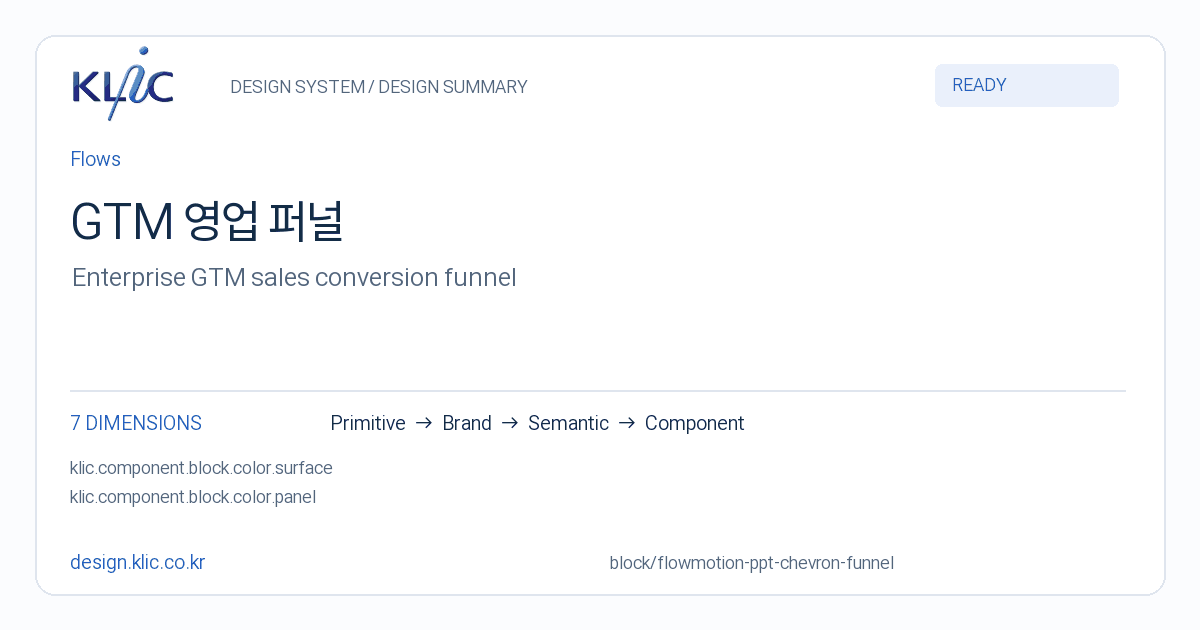 KLiC
DESIGN SYSTEM / DESIGN SUMMARY
READY
Flows
GTM 영업 퍼널
Enterprise GTM sales conversion funnel
7 DIMENSIONS
Primitive → Brand → Semantic → Component
klic.component.block.color.surface
klic.component.block.color.panel
design.klic.co.kr
block/flowmotion-ppt-chevron-funnel